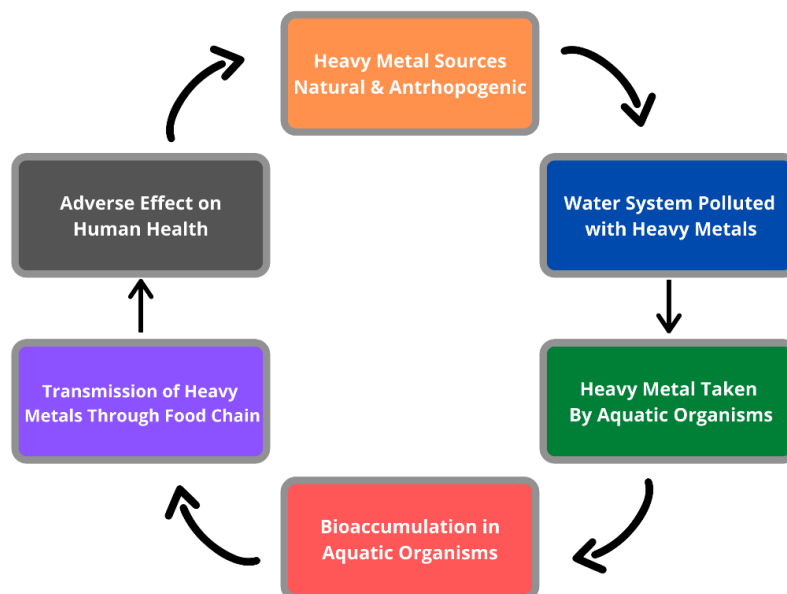 Heavy Metal Sources
Natural & Antrhopogenic
Water System Polluted
with Heavy Metals
Heavy Metal Taken
By Aquatic Organisms
Bioaccumulation in
Aquatic Organisms
Transmission of Heavy
Metals Through Food Chain
Adverse Effect on
Human Health